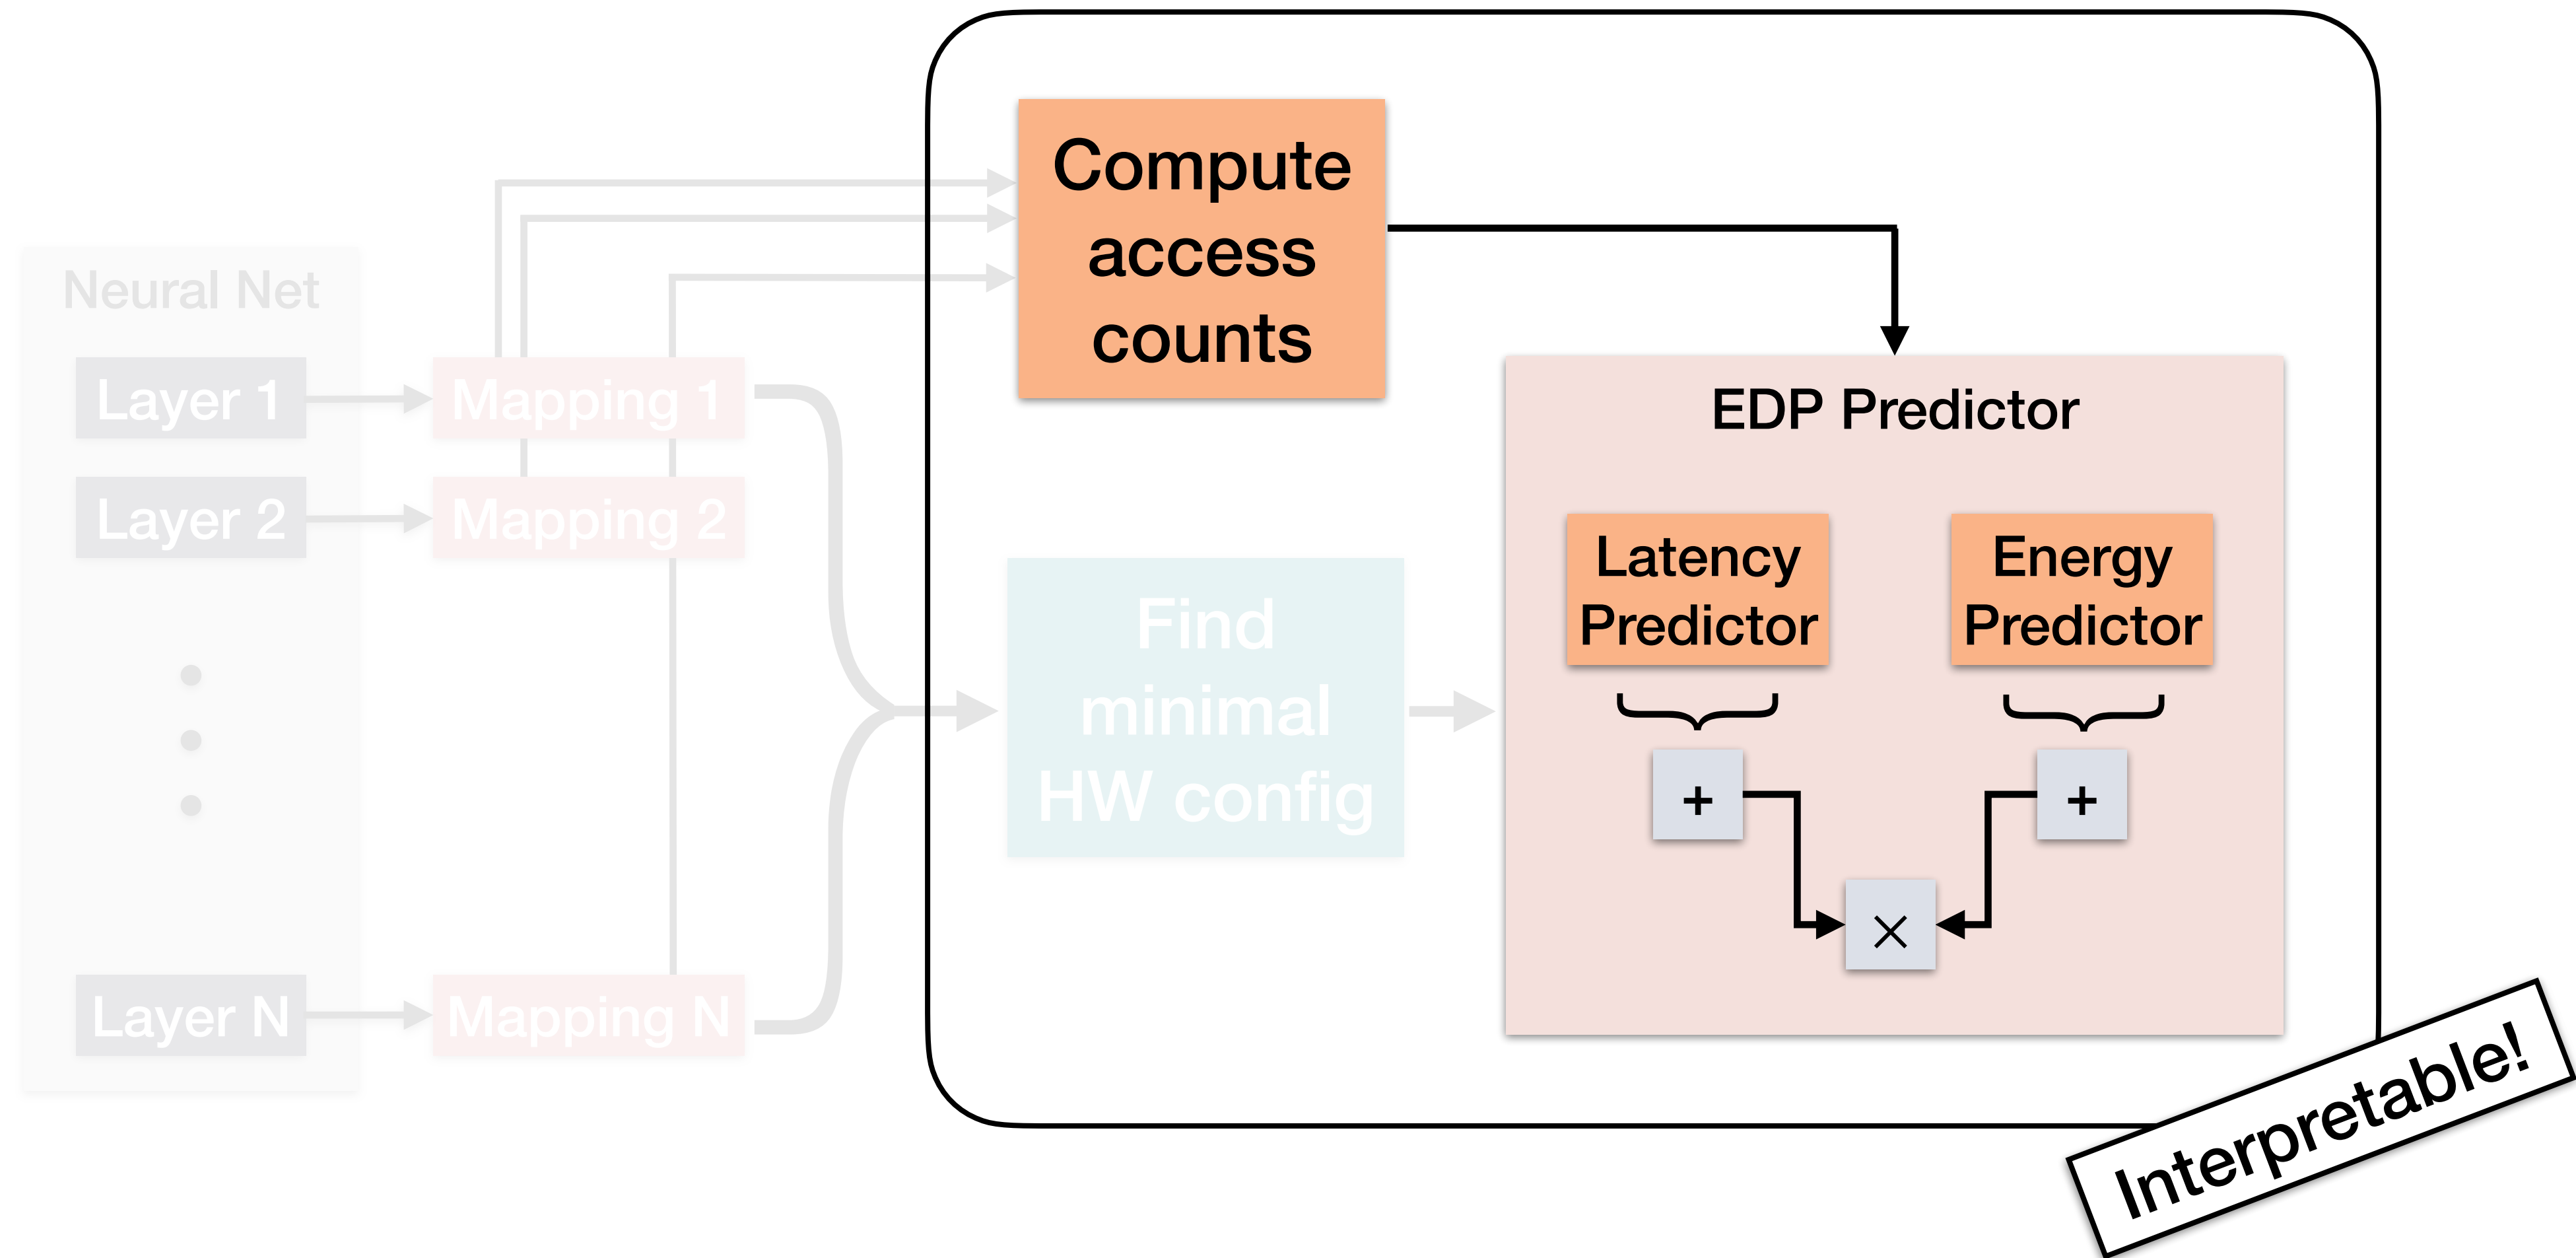 Neural Net
Layer 1
Layer 2
Layer N
Mapping 1
Mapping 2
Mapping N
Compute
access
counts
Find
minimal
HW config
EDP Predictor
Latency
Predictor
Energy
Predictor
+
+
×
Interpretable!